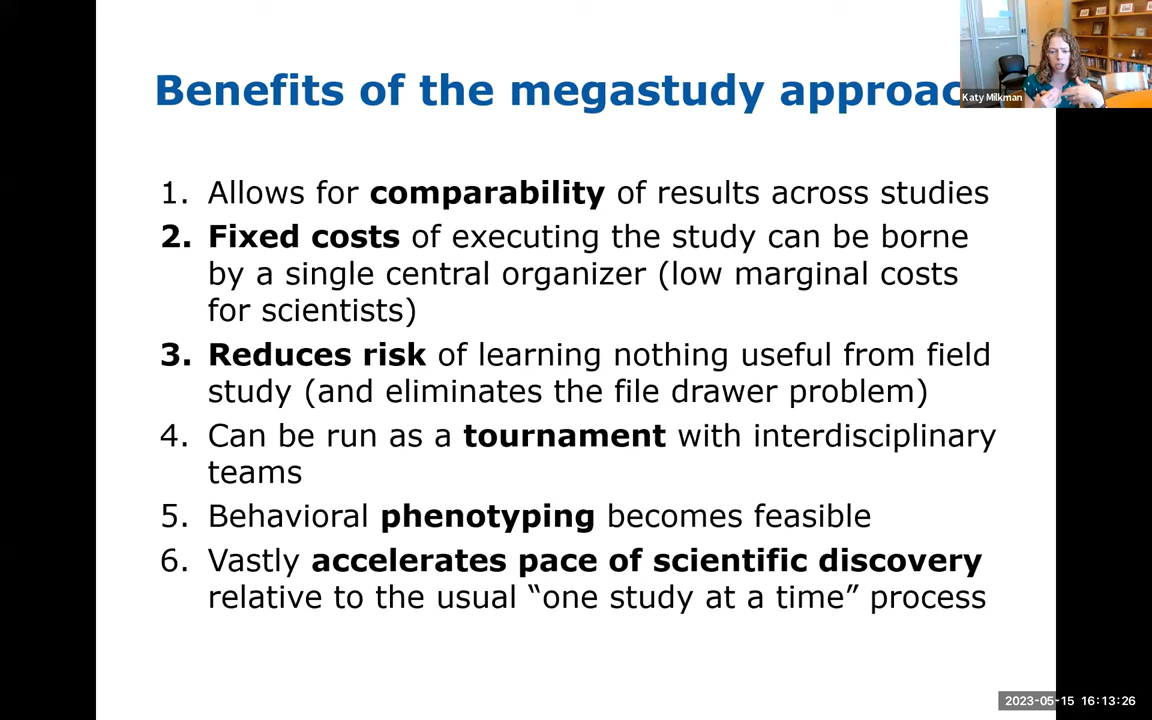 Benefits of the megastudy approac
Katy Milkman
1. Allows for comparability of results across studies
2. Fixed costs of executing the study can be borne
by a single central organizer (low marginal costs
for scientists)
3. Reduces risk of learning nothing useful from field
study (and eliminates the file drawer problem)
4. Can be run as a tournament with interdisciplinary
teams
5. Behavioral phenotyping becomes feasible
6. Vastly accelerates pace of scientific discovery
relative to the usual “one study at a time” process
2023-05-15 16:13:26